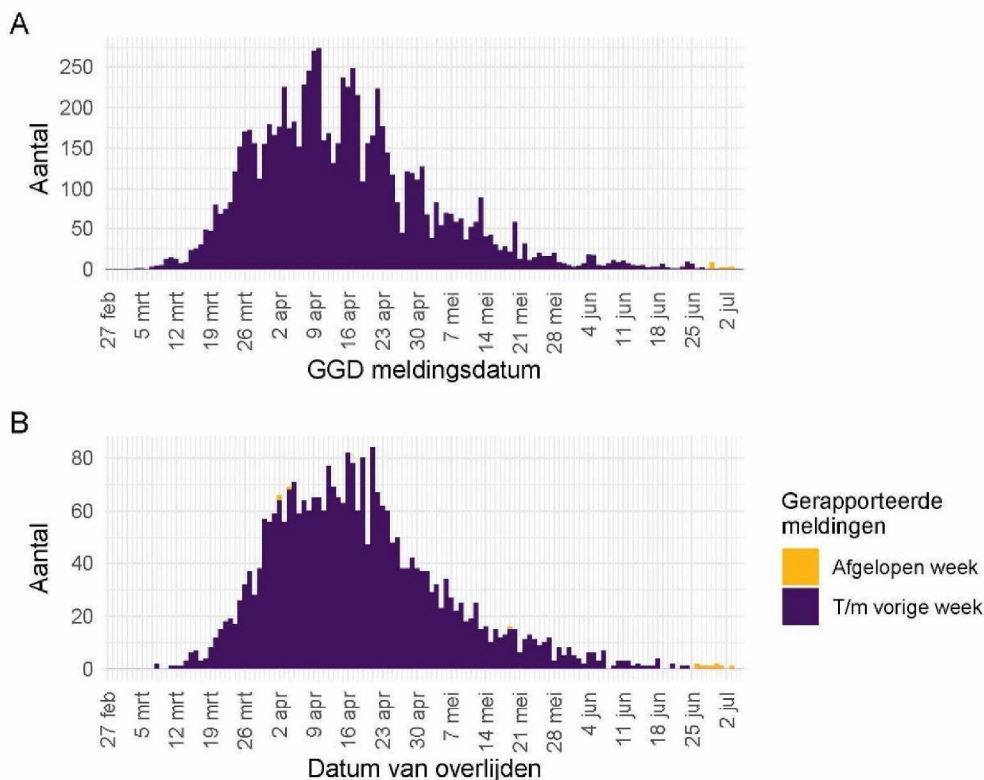 A
Aantal
250
200
150
100
50
0
27 feb
5 mrt
12 mrt
19 mrt
26 mrt
2 apr
9 apr
16 apr
23 apr
30 apr
7 mei
14 mei
21 mei
28 mei
4 jun
11 jun
18 jun
25 jun
2 jul
GGD meldingsdatum
B
Aantal
80
60
40
20
0
27 feb
5 mrt
12 mrt
19 mrt
26 mrt
2 apr
9 apr
16 apr
23 apr
30 apr
7 mei
14 mei
21 mei
28 mei
4 jun
11 jun
18 jun
25 jun
2 jul
Datum van overlijden
Gerapporteerde
meldingen
Afgelopen week
T/m vorige week